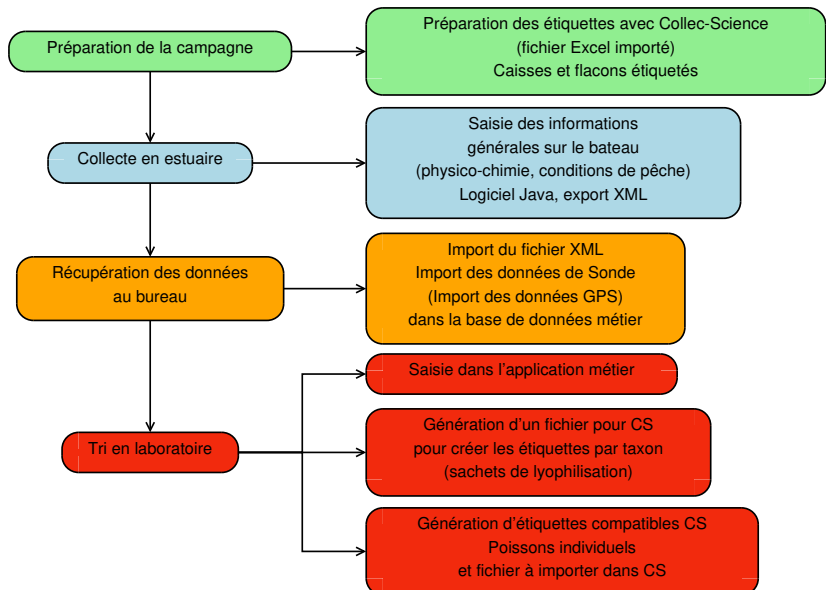 Préparation de la campagne
Préparation des étiquettes avec Collec-Science
(fichier Excel importé)
Caisses et flacons étiquetés
Collecte en estuaire
Saisie des informations
générales sur le bateau
(physico-chimie, conditions de pêche)
Logiciel Java, export XML
Récupération des données
au bureau
Import du fichier XML
Import des données de Sonde
(Import des données GPS)
dans la base de données métier
Tri en laboratoire
Saisie dans l'application métier
Génération d'un fichier pour CS
pour créer les étiquettes par taxon
(sachets de lyophilisation)
Génération d'étiquettes compatibles CS
Poissons individuels
et fichier à importer dans CS